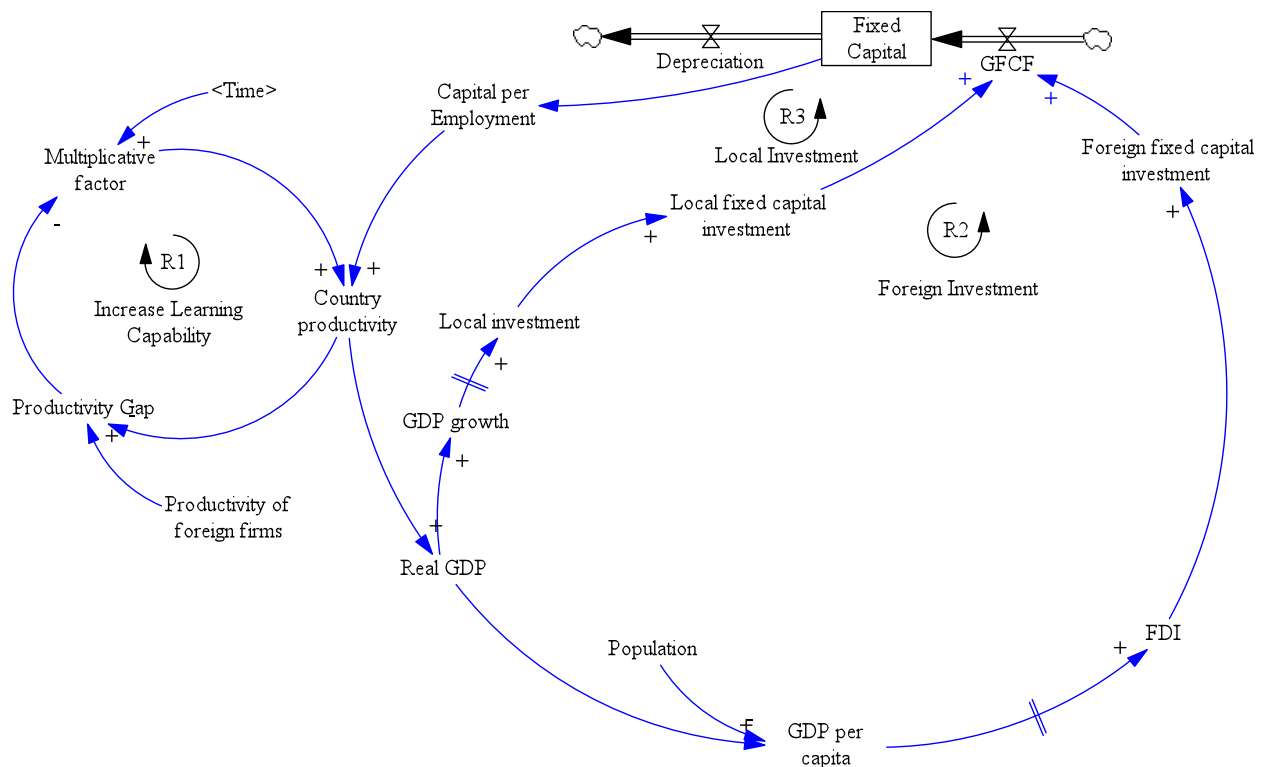 Fixed
Capital
Depreciation
GFCF
+
+
<Time>
+
Capital per
Employment
R3
Local Investment
Multiplicative
factor
-
Foreign fixed capital
investment
+
Local fixed capital
investment
+
R2
Foreign Investment
R1
Increase Learning
Capability
+
+
Country
productivity
Local investment
+
Productivity Gap
-
+
GDP growth
+
Productivity of
foreign firms
+
Real GDP
Population
-
+
GDP per
capita
+
FDI